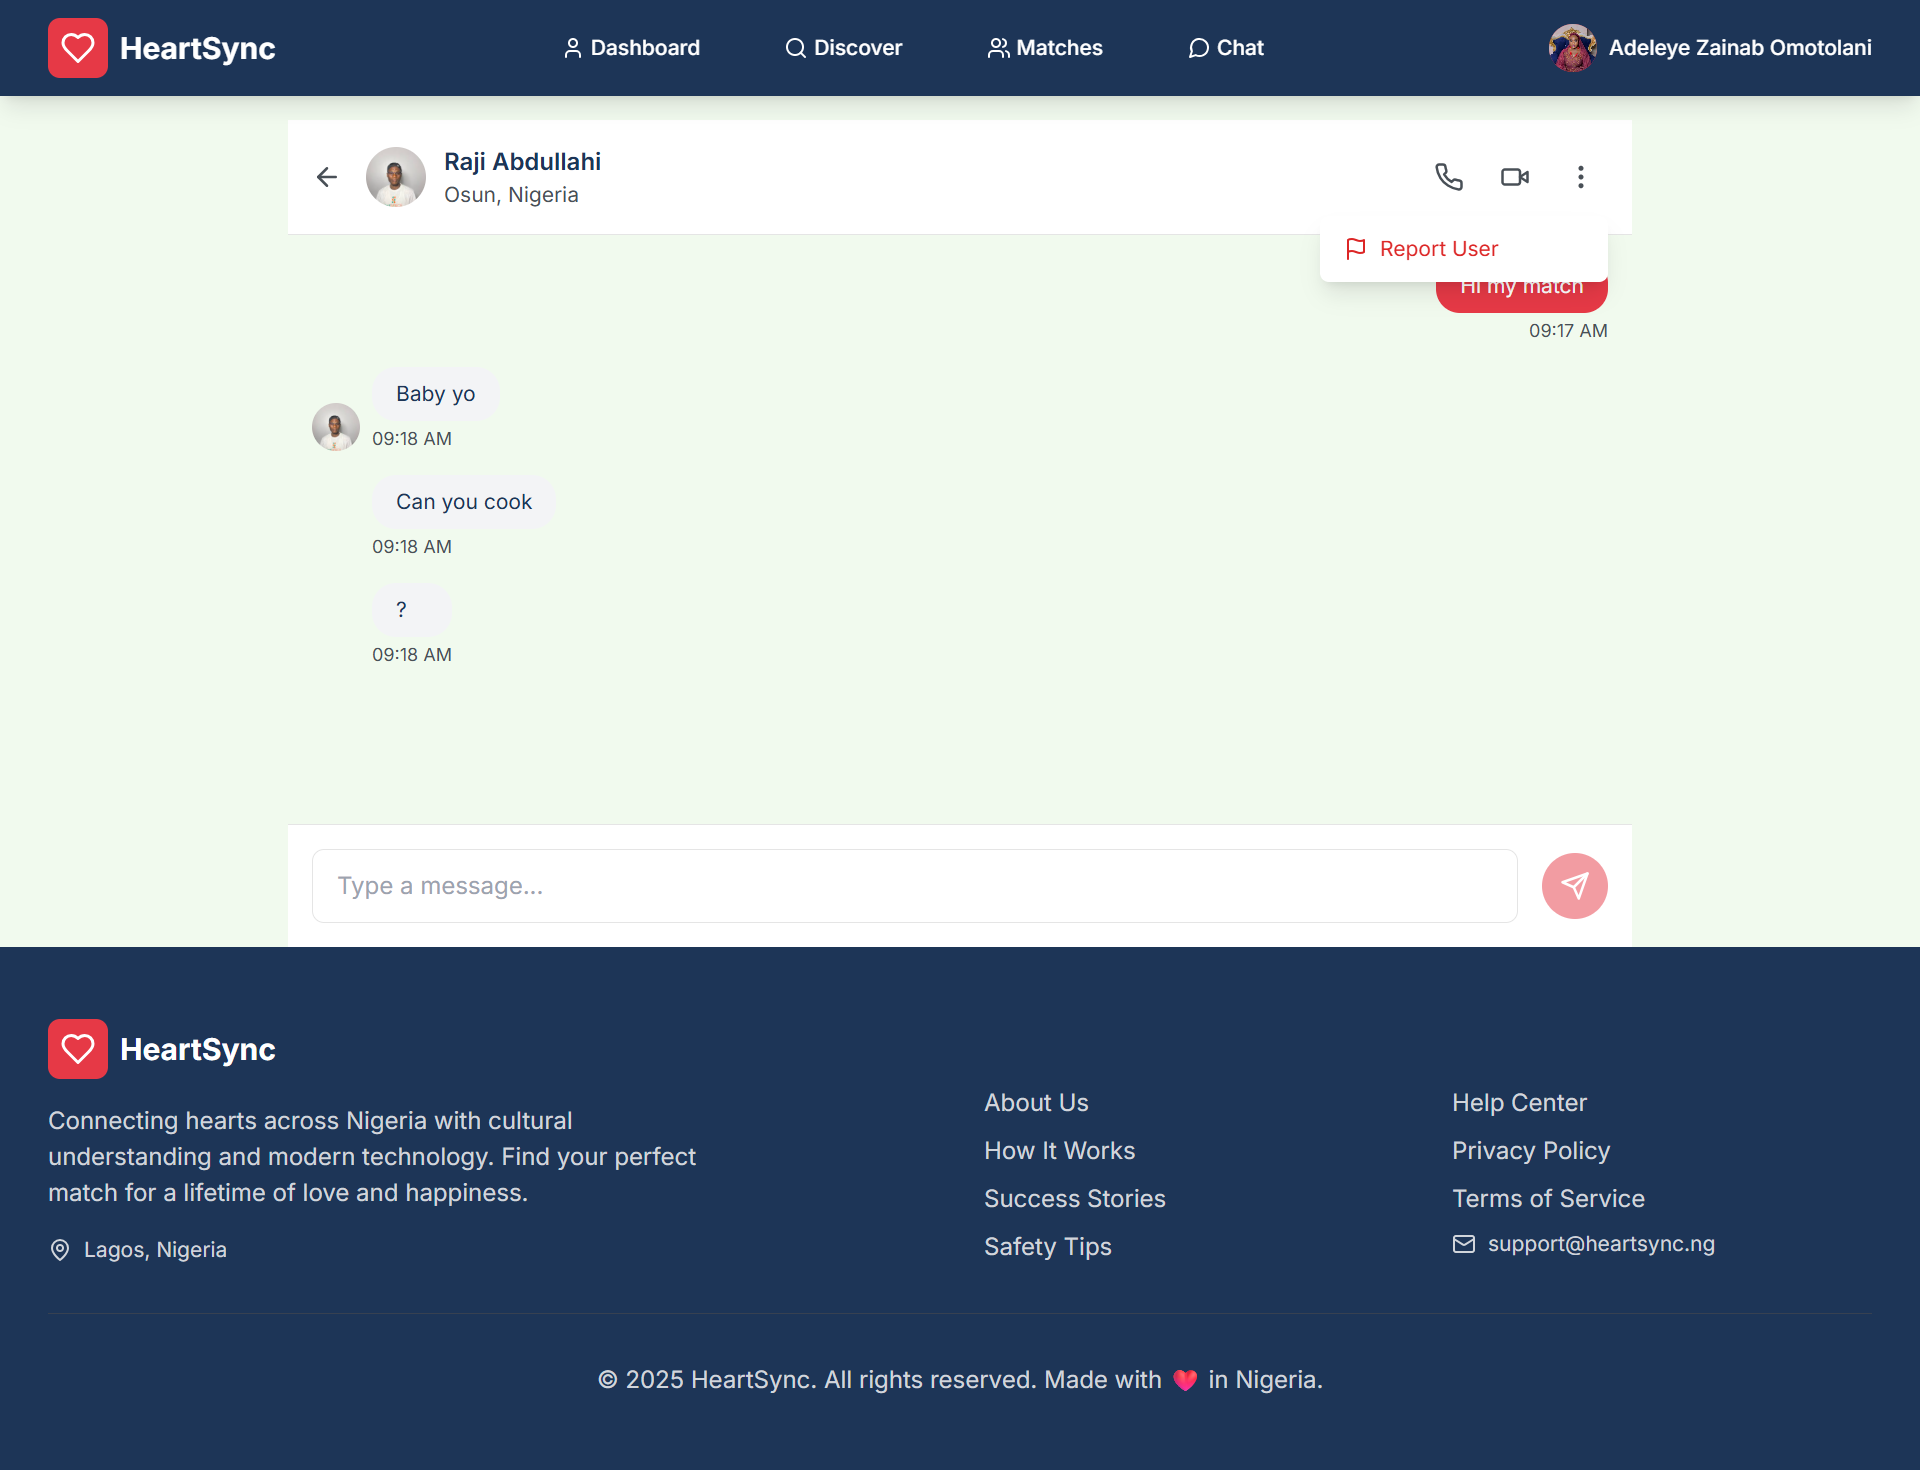 HeartSync
Dashboard
Discover
Matches
Chat
Adeleye Zainab Omotolani
Raji Abdullahi
Osun, Nigeria
Report User
Hi my match
09:17 AM
Baby yo
09:18 AM
Can you cook
09:18 AM
?
09:18 AM
Type a message...
HeartSync
Connecting hearts across Nigeria with cultural
understanding and modern technology. Find your perfect
match for a lifetime of love and happiness.
Lagos, Nigeria
About Us
How It Works
Success Stories
Safety Tips
Help Center
Privacy Policy
Terms of Service
support@heartsync.ng
© 2025 HeartSync. All rights reserved. Made with ❤️ in Nigeria.